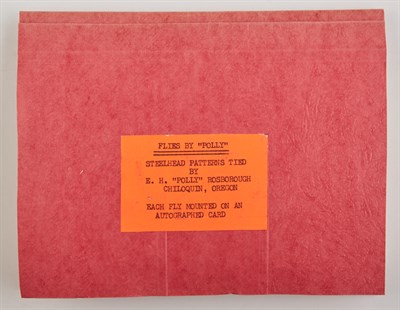 FLIES BY "POLLY"
STEELHEAD PATTERNS TIED
BY
E. H. "POLLY" ROSBOROUGH
CHILOQUIN, OREGON
EACH FLY MOUNTED ON AN
AUTOGRAPHED CARD